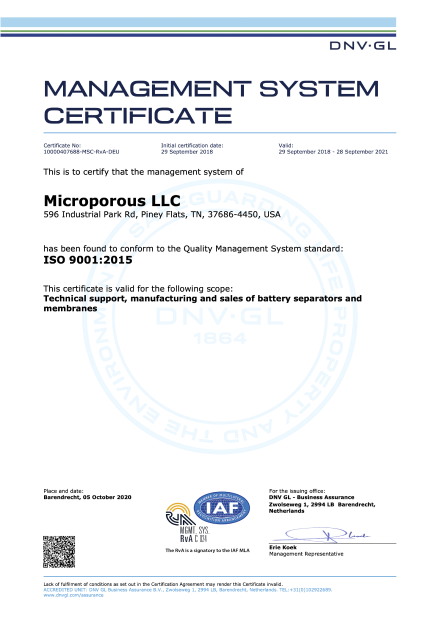 DNV·GL
MANAGEMENT SYSTEM
CERTIFICATE
Certificate No: Initial certification date: Valid:
10000407688-MSC-RvA-DEU 29 September 2018 29 September 2018 - 28 September 2021
This is to certify that the management system of
Microporous LLC
596 Industrial Park Rd, Piney Flats, TN, 37686-4450, USA
has been found to conform to the Quality Management System standard:
ISO 9001:2015
This certificate is valid for the following scope:
Technical support, manufacturing and sales of battery separators and
membranes
SAFEGUARDING LIFE PROPERTY AND THE ENVIRONMENT
DNV·GL
1864
Place and date:
Barendrecht, 05 October 2020
IAF
MGMT. SYS.
RvA C 024
The RvA is a signatory to the IAF MLA
For the issuing office:
DNV GL - Business Assurance
Zwolseweg 1, 2994 LB Barendrecht,
Netherlands
Erie Koek
Management Representative
Lack of fulfilment of conditions as set out in the Certification Agreement may render this Certificate invalid.
ACCREDITED UNIT: DNV GL Business Assurance B.V., Zwolseweg 1, 2994 LB, Barendrecht, Netherlands. TEL:+31(0)102922689.
www.dnvgl.com/assurance